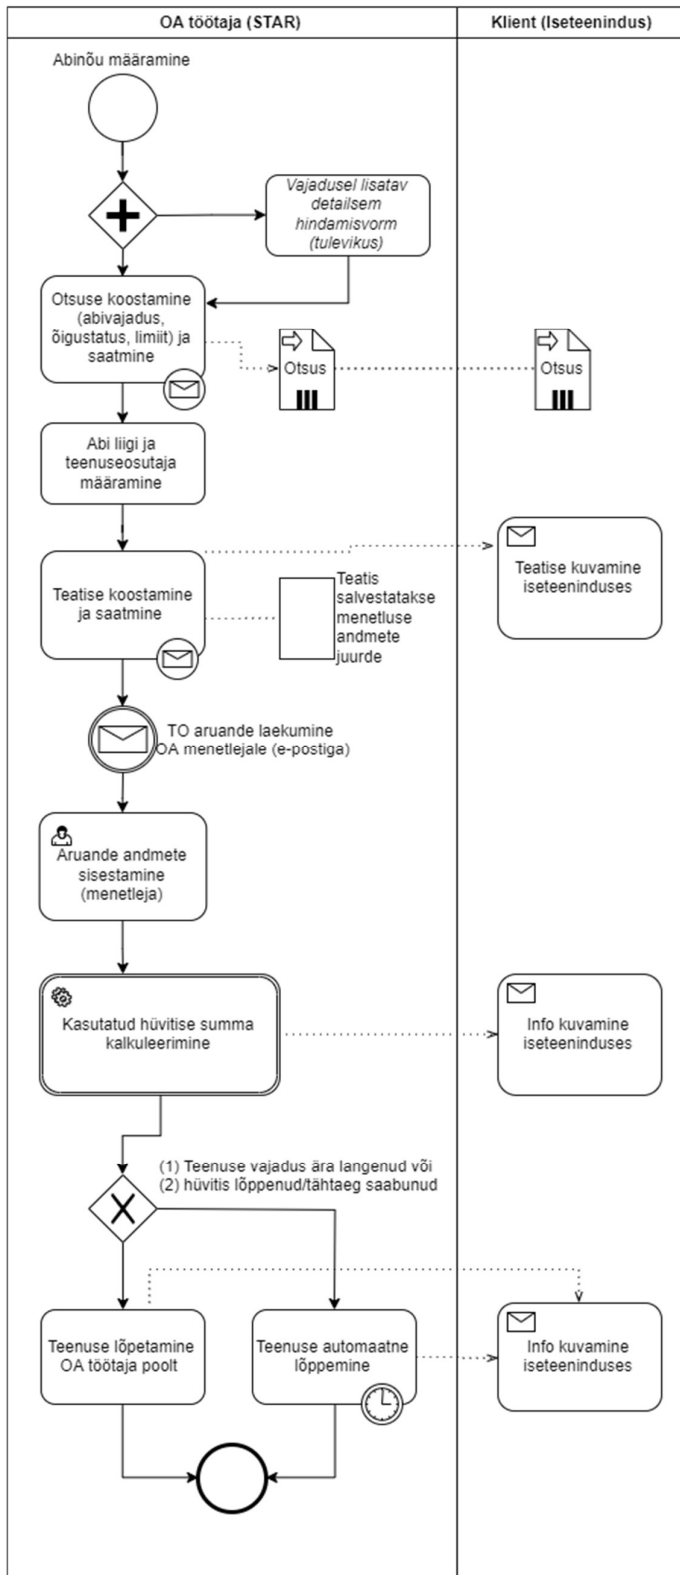 OA töötaja (STAR)
Klient (Iseteenindus)
Abinõu määramine
Vajadusel lisatav
detailsem
hindamisvorm
(tulevikus)
Otsuse koostamine
(abivajadus,
õigustatus, limiit) ja
saatmine
Otsus
Otsus
Abi liigi ja
teenuseosutaja
määramine
Teatise koostamine
ja saatmine
Teatis
salvestatakse
menetluse
andmete
juurde
Teatise kuvamine
iseteeninduses
TO aruande laekumine
OA menetlejale (e-postiga)
Aruande andmete
sisestamine
(menetleja)
Kasutatud hüvitise summa
kalkuleerimine
Info kuvamine
iseteeninduses
(1) Teenuse vajadus ära langenud või
(2) hüvitis lõppenud/tähtaeg saabunud
Teenuse lõpetamine
OA töötaja poolt
Teenuse automaatne
lõppemine
Info kuvamine
iseteeninduses